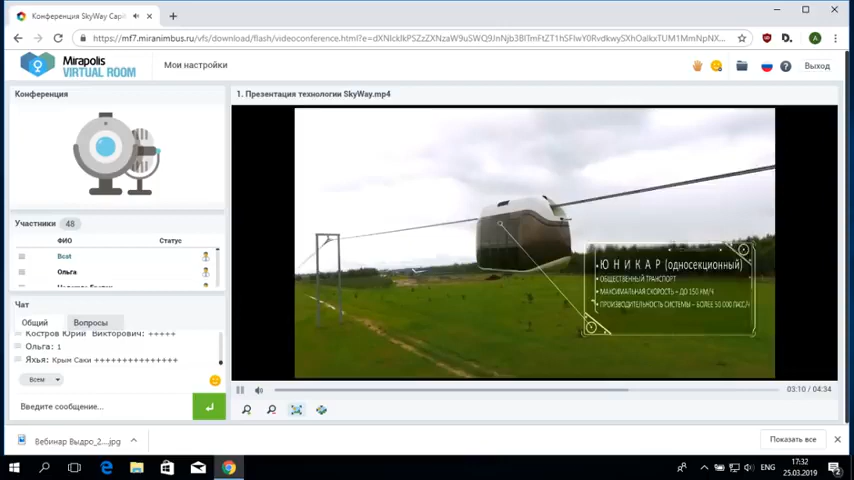 Конференция SkyWay Capi
https://mf7.miranimbus.ru/vfs/download/flash/videoconference.html?e=
Mirapolis
VIRTUAL ROOM
Мои настройки
Выход
Конференция
1. Презентация технологии SkyWay.mp4
Участники 48
ФИО Статус
Bcat
Ольга
Чат
Общий Вопросы
Костров Юрий Викторович: +++++
Ольга: 1
Яхья: Крым Саки +++++++++++++++
Всем
Введите сообщение...
• Ю Н И К А Р (односекционный)
• ОБЩЕСТВЕННЫЙ ТРАНСПОРТ
• МАКСИМАЛЬНАЯ СКОРОСТЬ – ДО 150 КМ/Ч
• ПРОИЗВОДИТЕЛЬНОСТЬ СИСТЕМЫ – БОЛЕЕ 50 000 ПАСС/Ч
03:10 / 04:34
Вебинар Выдро_2....jpg
Показать все
ENG
17:32
25.03.2019